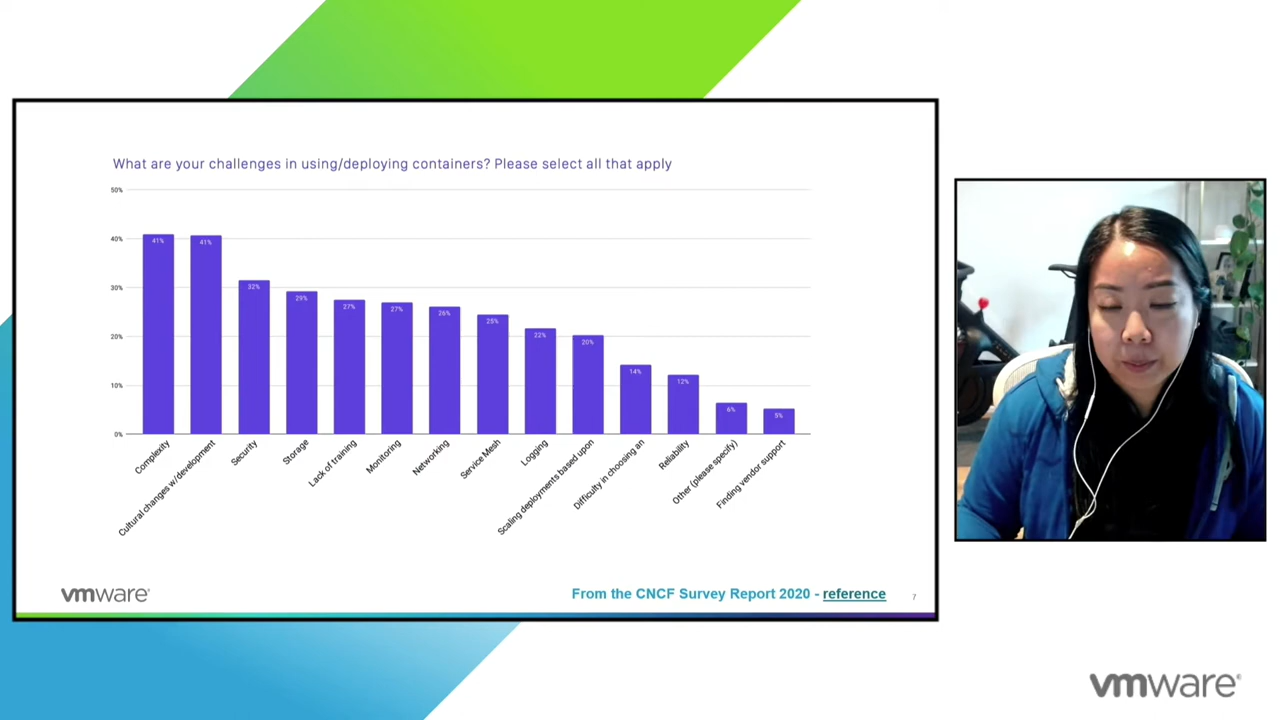 What are your challenges in using/deploying containers? Please select all that apply
50%
40%
30%
20%
10%
0%
41%
41%
32%
29%
27%
27%
26%
25%
22%
20%
14%
12%
6%
5%
Complexity
Cultural changes w/development
Security
Storage
Lack of training
Monitoring
Networking
Service Mesh
Logging
Scaling deployments based upon
Difficulty in choosing an
Reliability
Other (please specify)
Finding vendor support
vmware®
From the CNCF Survey Report 2020 - reference
7
vmware®